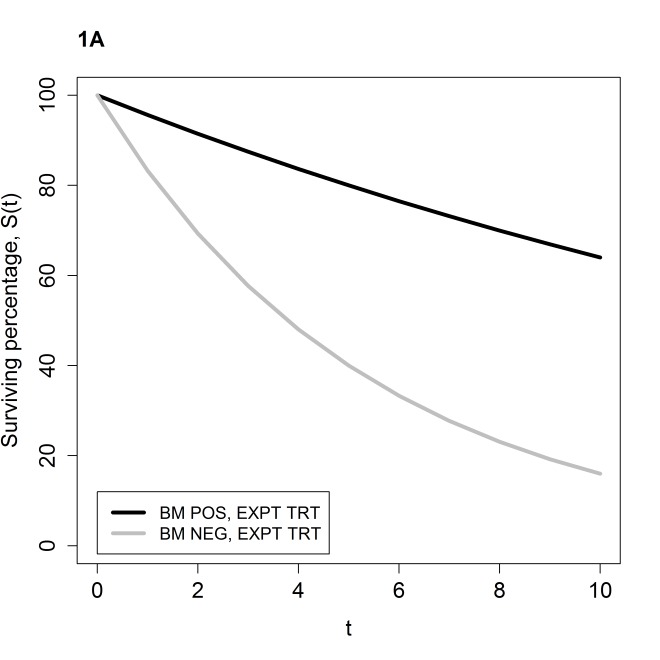 1A
Surviving percentage, S(t)
100
80
60
40
20
0
BM POS, EXPT TRT
BM NEG, EXPT TRT
0 2 4 6 8 10
t